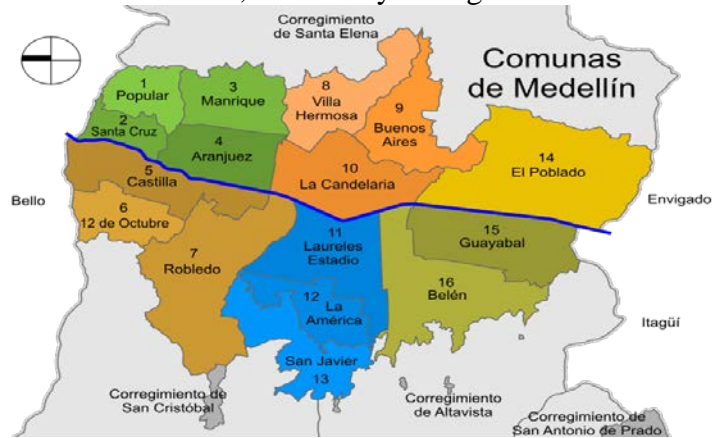 Corregimiento
de Santa Elena
Comunas
de Medellín
1
Popular
2
Santa Cruz
3
Manrique
4
Aranjuez
8
Villa
Hermosa
9
Buenos
Aires
10
La Candelaria
14
El Poblado
Bello
5
Castilla
6
12 de Octubre
7
Robledo
11
Laureles
Estadio
12
La
América
San Javier
13
15
Guayabal
16
Belén
Envigado
Itagüí
Corregimiento de
San Cristóbal
Corregimiento
de Altavista
Corregimiento de
San Antonio de Prado